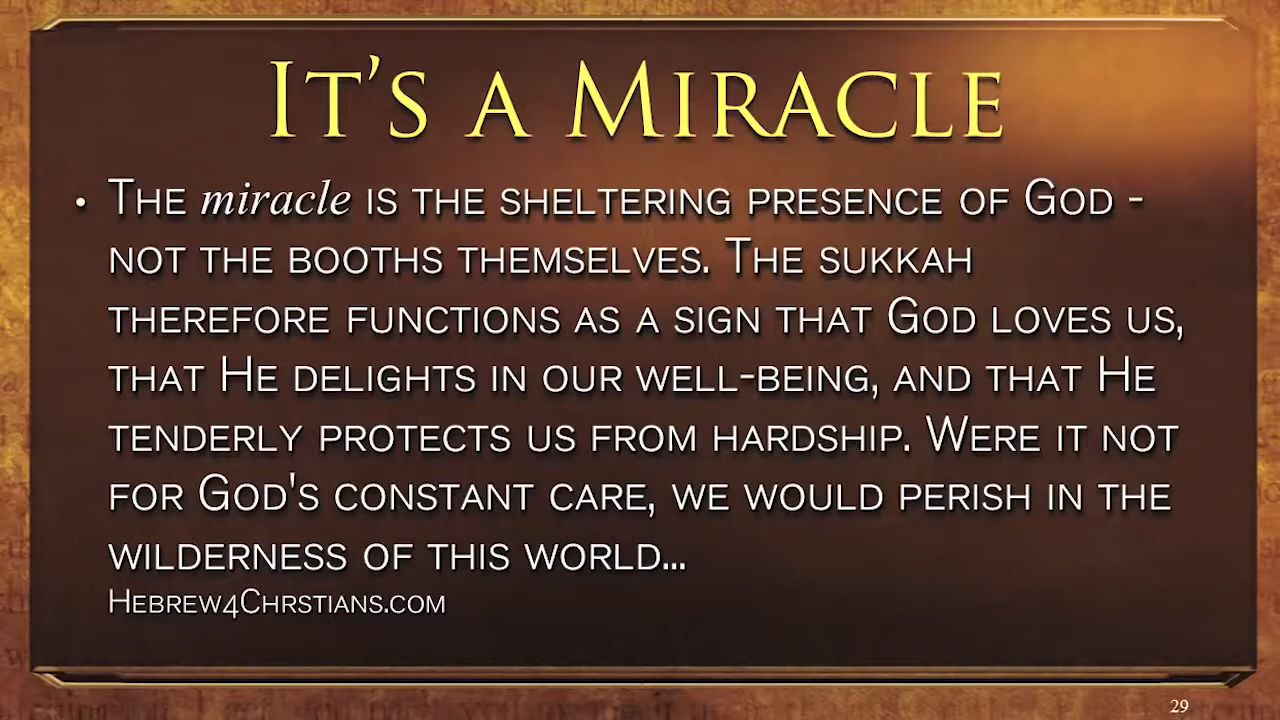 It's a Miracle
• The miracle is the sheltering presence of God -
not the booths themselves. The sukkah
therefore functions as a sign that God loves us,
that He delights in our well-being, and that He
tenderly protects us from hardship. Were it not
for God's constant care, we would perish in the
wilderness of this world...
Hebrew4Chrstians.com
29